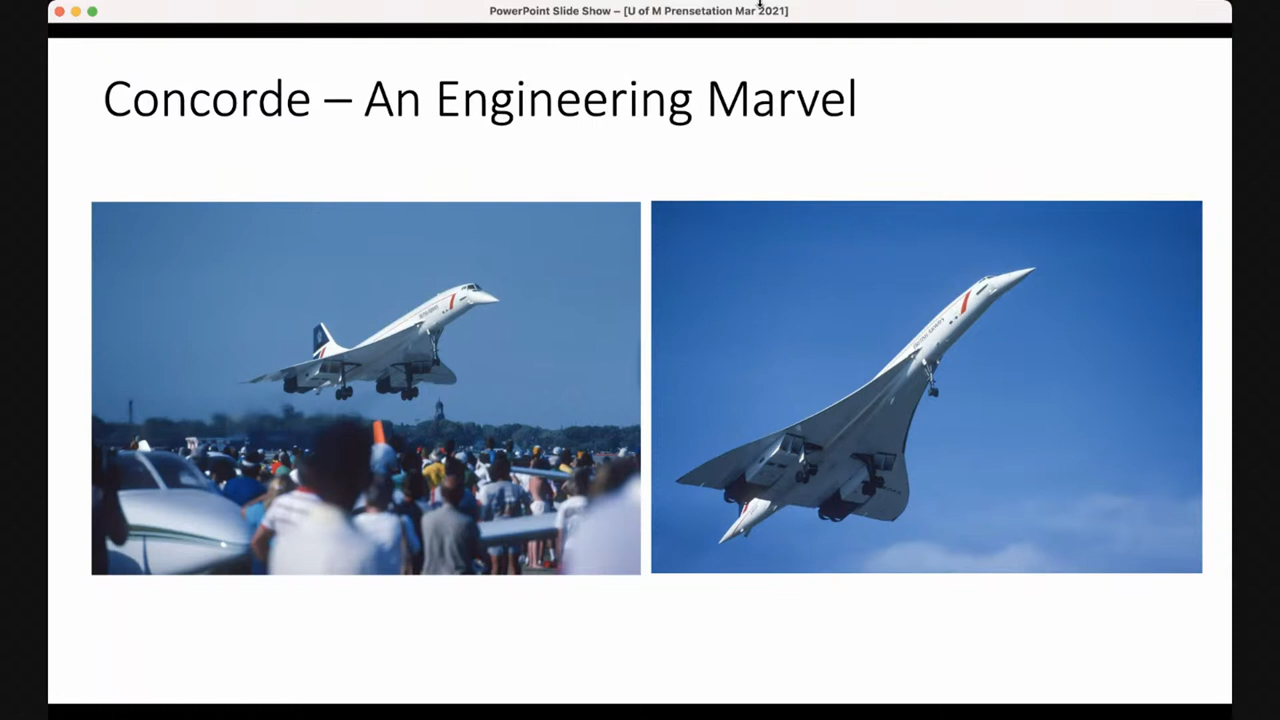 PowerPoint Slide Show – [U of M Prensetation Mar 2021]
Concorde – An Engineering Marvel